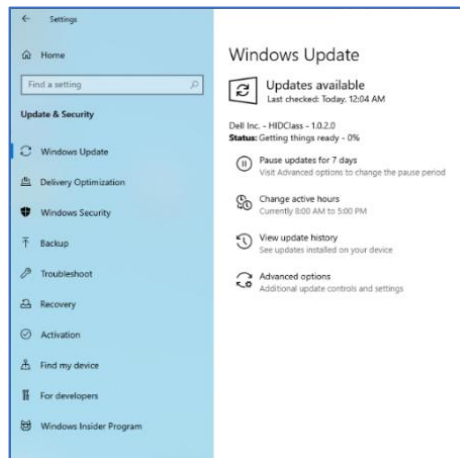 Settings
Home
Find a setting
Update & Security
Windows Update
Delivery Optimization
Windows Security
Backup
Troubleshoot
Recovery
Activation
Find my device
For developers
Windows Insider Program
Windows Update
Updates available
Last checked: Today, 12:04 AM
Dell Inc. - HIDClass - 1.0.2.0
Status: Getting things ready - 0%
Pause updates for 7 days
Visit Advanced options to change the pause period
Change active hours
Currently 8:00 AM to 5:00 PM
View update history
See updates installed on your device
Advanced options
Additional update controls and settings